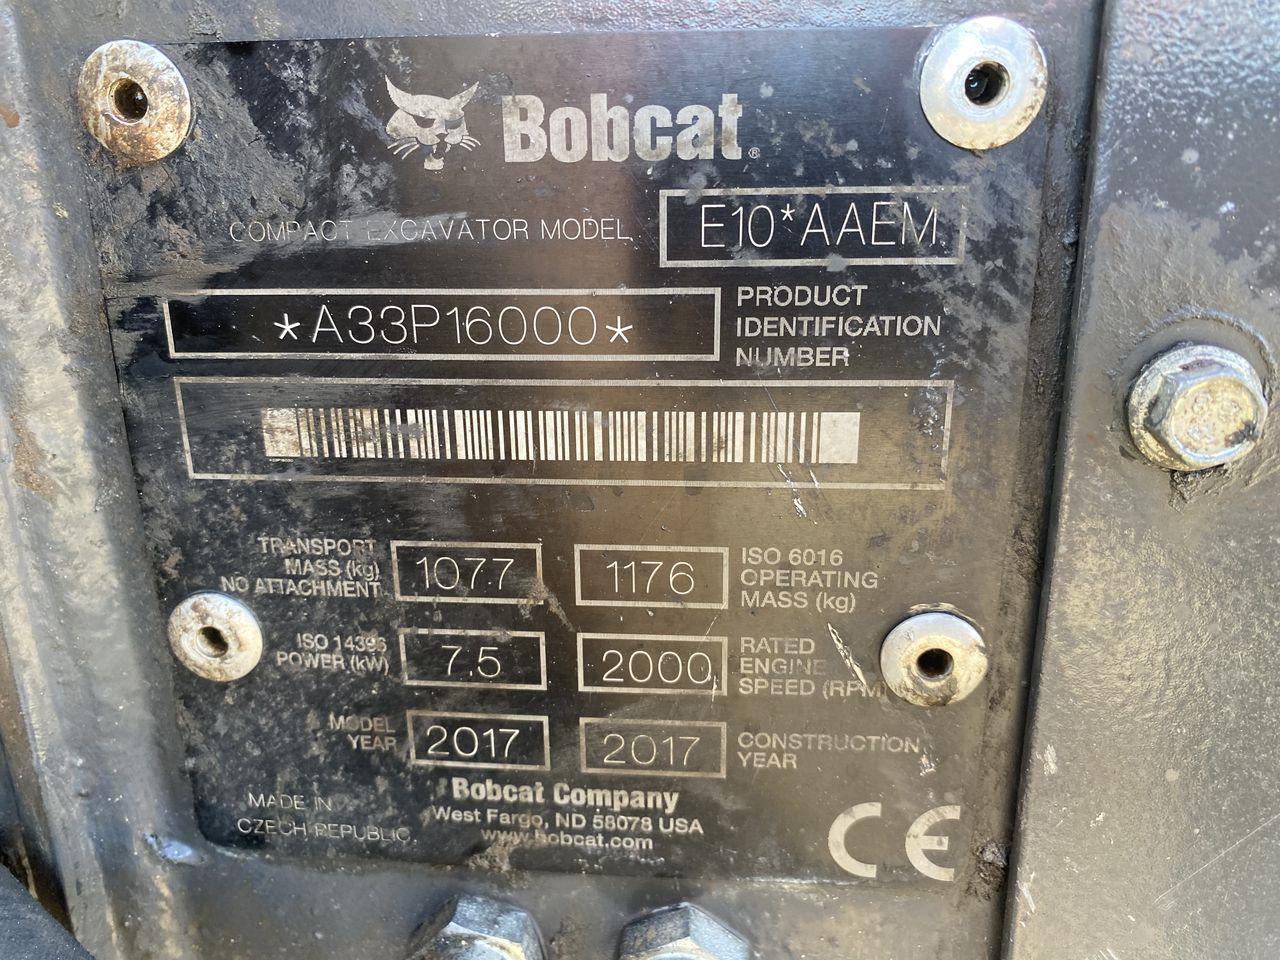 Bobcat®
COMPACT EXCAVATOR MODEL E10*AAEM
*A33P16000* PRODUCT
IDENTIFICATION
NUMBER
TRANSPORT
MASS (kg)
NO ATTACHMENT 1077 1176 ISO 6016
OPERATING
MASS (kg)
ISO 14396
POWER (kW) 7.5 2000 RATED
ENGINE
SPEED (RPM)
MODEL
YEAR 2017 2017 CONSTRUCTION
YEAR
Bobcat Company
West Fargo, ND 58078 USA
www.bobcat.com
MADE IN
CZECH REPUBLIC
CE